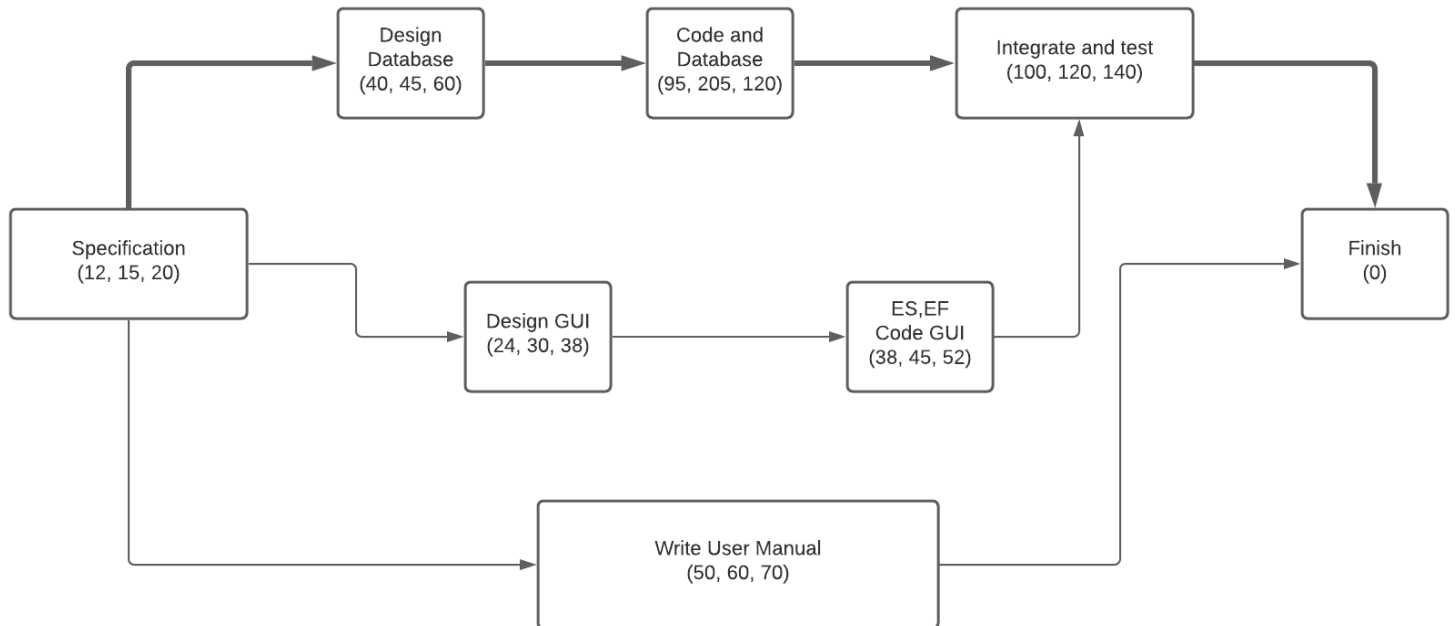 Design
Database
(40, 45, 60)
Code and
Database
(95, 205, 120)
Integrate and test
(100, 120, 140)
Specification
(12, 15, 20)
Finish
(0)
Design GUI
(24, 30, 38)
ES,EF
Code GUI
(38, 45, 52)
Write User Manual
(50, 60, 70)